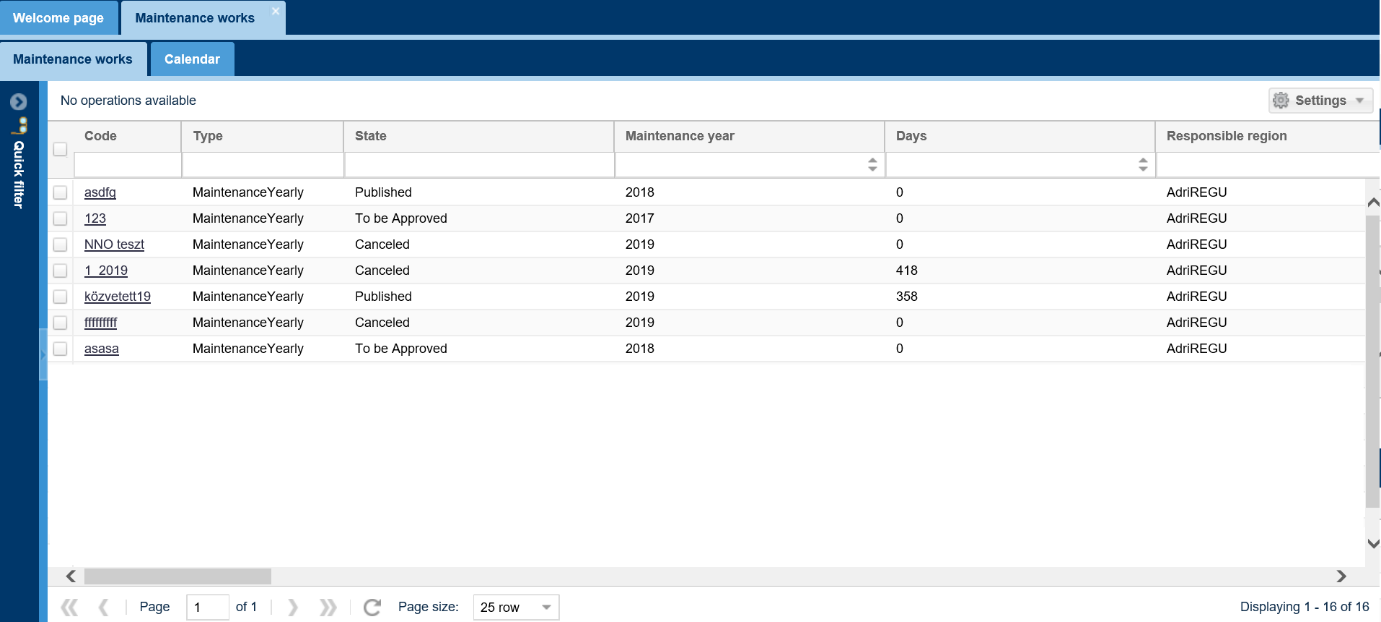 Welcome page Maintenance works
Maintenance works Calendar
No operations available Settings
Quick filter
Code Type State Maintenance year Days Responsible region
asdfq MaintenanceYearly Published 2018 0 AdriREGU
123 MaintenanceYearly To be Approved 2017 0 AdriREGU
NNO teszt MaintenanceYearly Canceled 2019 0 AdriREGU
1_2019 MaintenanceYearly Canceled 2019 418 AdriREGU
közvetett19 MaintenanceYearly Published 2019 358 AdriREGU
fffffffff MaintenanceYearly Canceled 2019 0 AdriREGU
asasa MaintenanceYearly To be Approved 2018 0 AdriREGU
Page 1 of 1 Page size: 25 row Displaying 1 - 16 of 16